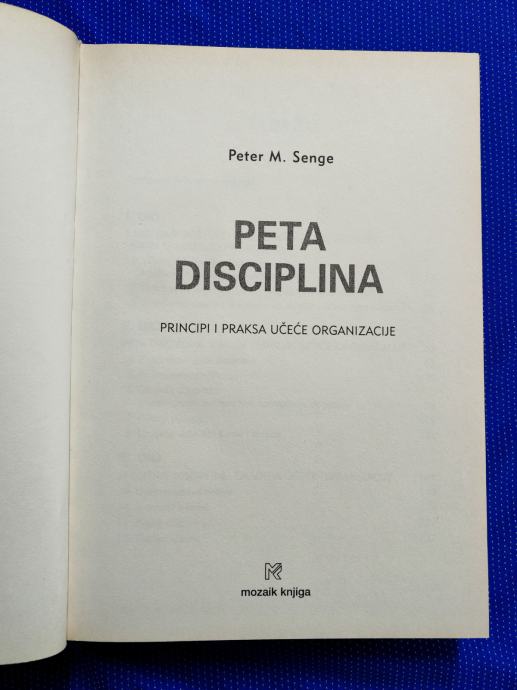 Peter M. Senge
PETA
DISCIPLINA
PRINCIPI I PRAKSA UČEĆE ORGANIZACIJE
mozaik knjiga